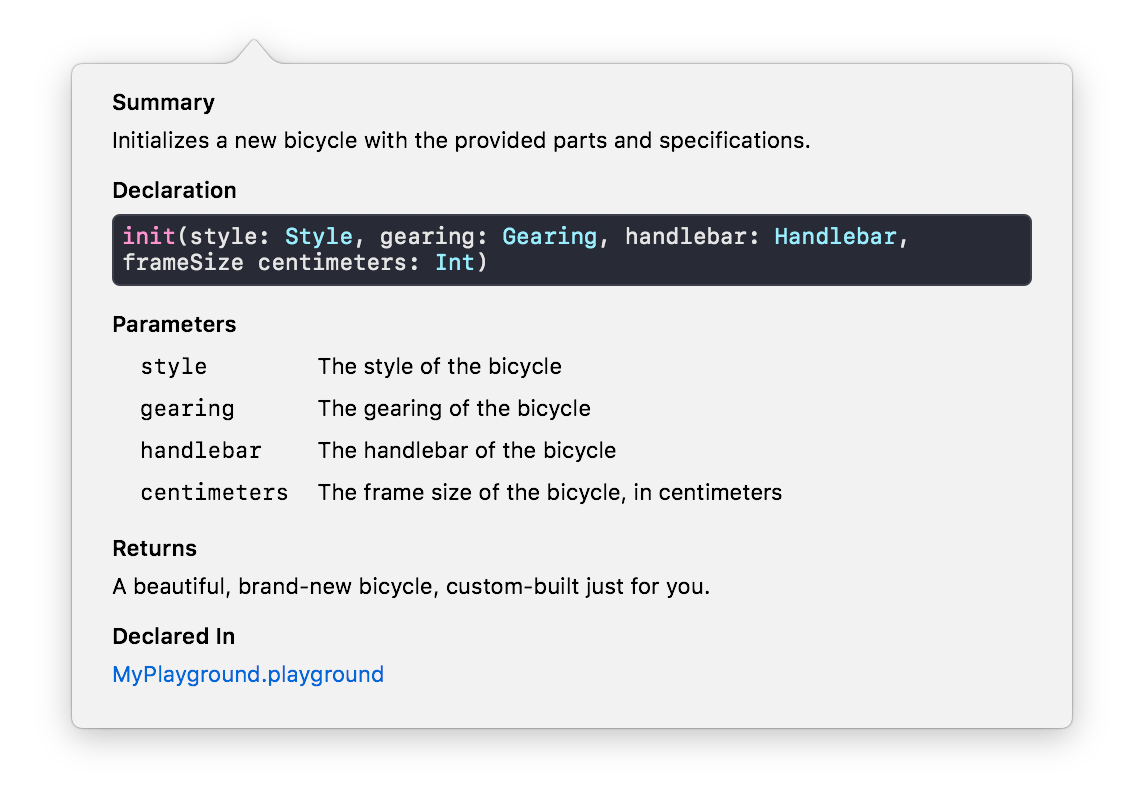 Summary
Initializes a new bicycle with the provided parts and specifications.
Declaration
init(style: Style, gearing: Gearing, handlebar: Handlebar,
frameSize centimeters: Int)
Parameters
style The style of the bicycle
gearing The gearing of the bicycle
handlebar The handlebar of the bicycle
centimeters The frame size of the bicycle, in centimeters
Returns
A beautiful, brand-new bicycle, custom-built just for you.
Declared In
MyPlayground.playground